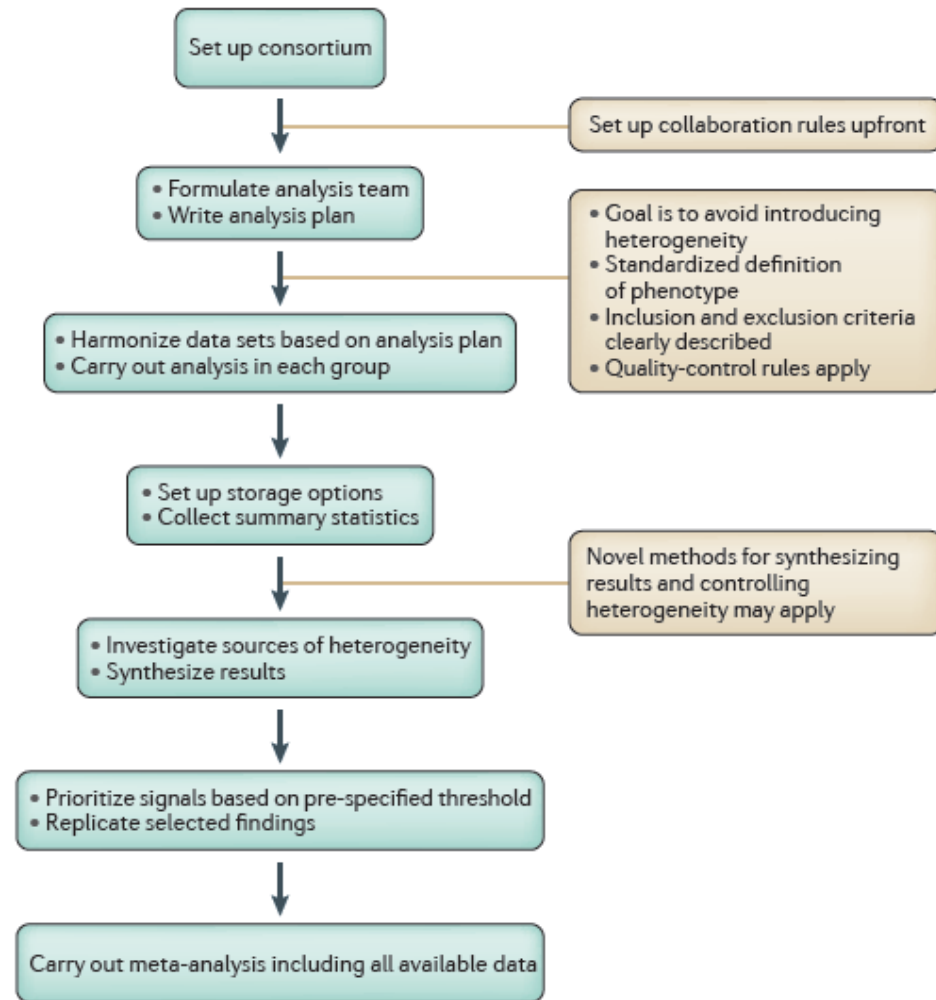 Set up consortium
Set up collaboration rules upfront
• Formulate analysis team
• Write analysis plan
• Goal is to avoid introducing
heterogeneity
• Standardized definition
of phenotype
• Inclusion and exclusion criteria
clearly described
• Quality-control rules apply
• Harmonize data sets based on analysis plan
• Carry out analysis in each group
• Set up storage options
• Collect summary statistics
Novel methods for synthesizing
results and controlling
heterogeneity may apply
• Investigate sources of heterogeneity
• Synthesize results
• Prioritize signals based on pre-specified threshold
• Replicate selected findings
Carry out meta-analysis including all available data